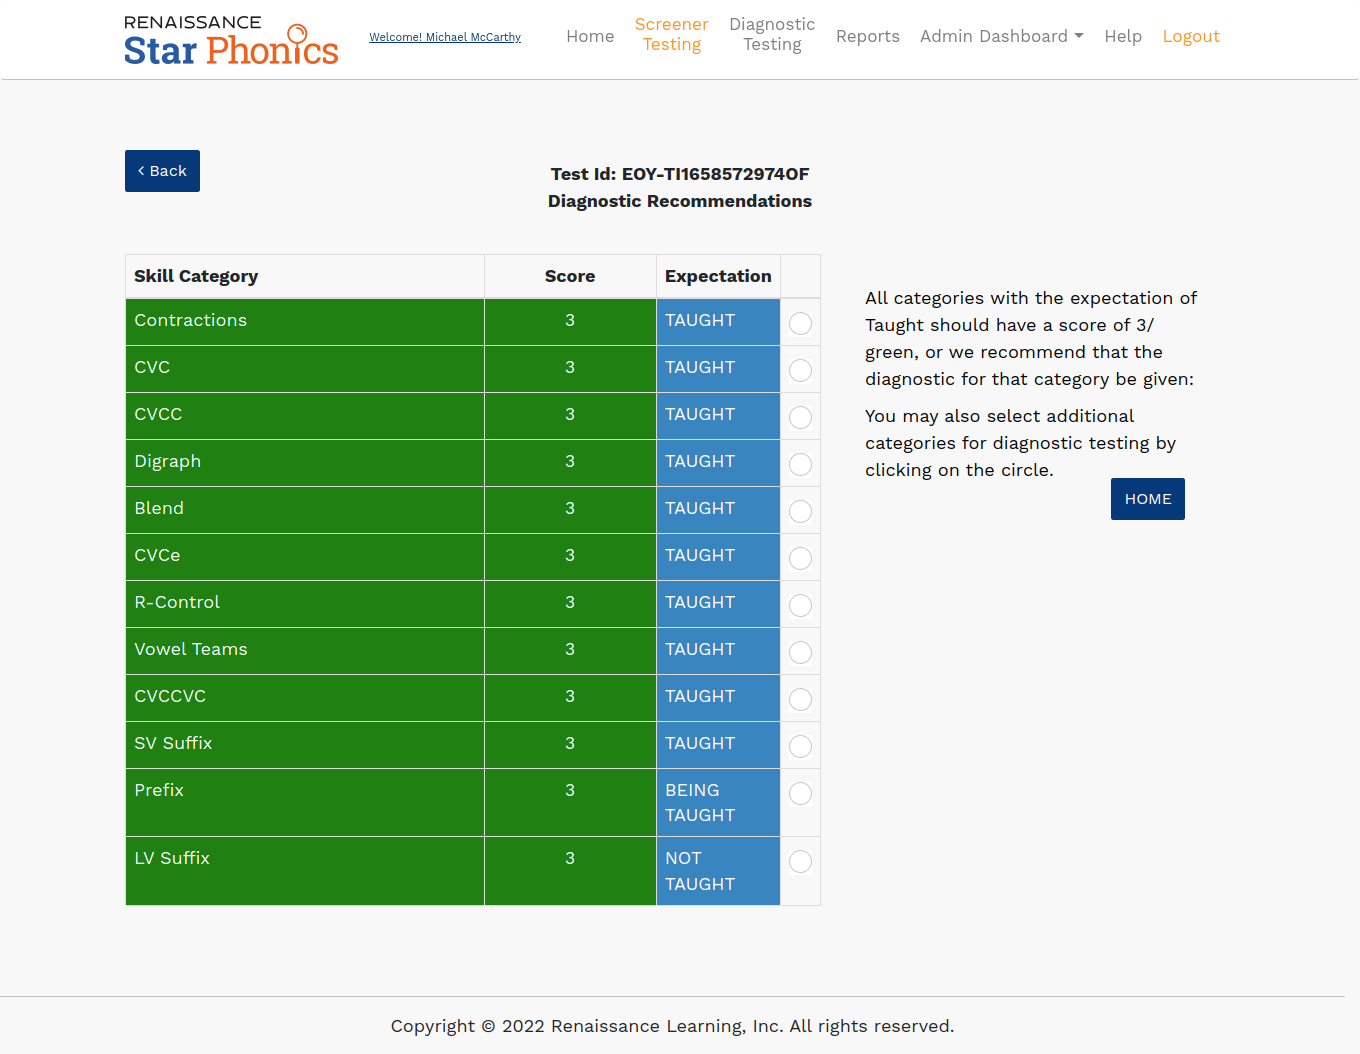 RENAISSANCE
Star Phonics
Welcome! Michael McCarthy
Home
Screener
Testing
Diagnostic
Testing
Reports
Admin Dashboard
Help
Logout
Back
Test Id: EOY-TI1658572974OF
Diagnostic Recommendations
Skill Category Score Expectation
Contractions 3 TAUGHT
CVC 3 TAUGHT
CVCC 3 TAUGHT
Digraph 3 TAUGHT
Blend 3 TAUGHT
CVCe 3 TAUGHT
R-Control 3 TAUGHT
Vowel Teams 3 TAUGHT
CVCCVC 3 TAUGHT
SV Suffix 3 TAUGHT
Prefix 3 BEING
TAUGHT
LV Suffix 3 NOT
TAUGHT
All categories with the expectation of
Taught should have a score of 3/
green, or we recommend that the
diagnostic for that category be given:
You may also select additional
categories for diagnostic testing by
clicking on the circle.
HOME
Copyright © 2022 Renaissance Learning, Inc. All rights reserved.